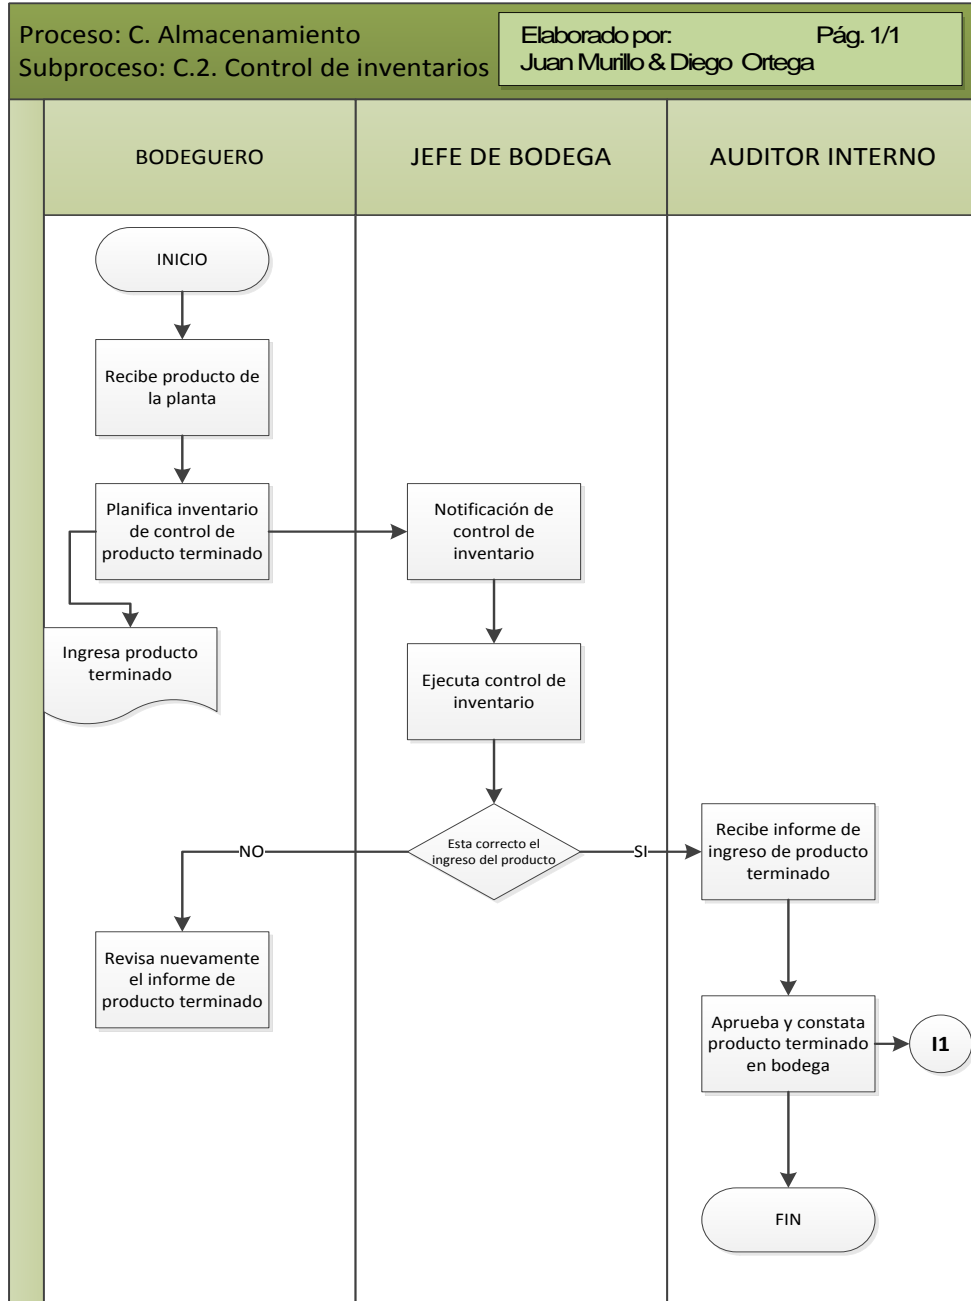 Proceso: C. Almacenamiento
Subproceso: C.2. Control de inventarios
Elaborado por: Pág. 1/1
Juan Murillo & Diego Ortega
BODEGUERO
JEFE DE BODEGA
AUDITOR INTERNO
INICIO
Recibe producto de
la planta
Planifica inventario
de control de
producto terminado
Notificación de
control de
inventario
Ingresa producto
terminado
Ejecuta control de
inventario
Esta correcto el
ingreso del producto
NO
SI
Recibe informe de
ingreso de producto
terminado
Revisa nuevamente
el informe de
producto terminado
Aprueba y constata
producto terminado
en bodega
I1
FIN